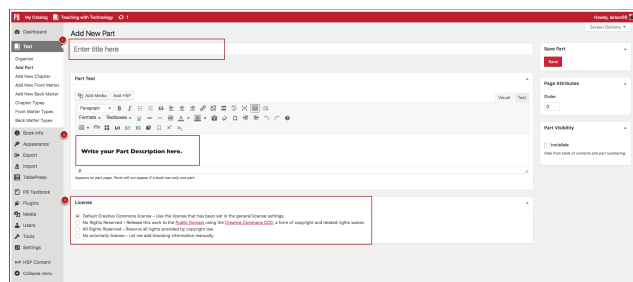 My Catalog Teaching with Technology 1 Howdy, larson28
Screen Options
Dashboard
Add New Part
Text
Enter title here
Save Part
Save
Organize
Add Part
Add New Chapter
Add New Front Matter
Add New Back Matter
Chapter Types
Front Matter Types
Back Matter Types
Part Text
Add Media Add H5P
Visual Text
Paragraph
Formats Textboxes
FN LO KT EX
Write your Part Description here.
Appears on part page. Parts will not appear if a book has only one part.
Page Attributes
Order
0
Part Visibility
Invisible
Hide from table of contents and part numbering.
Book Info
Appearance
Export
Import
TablePress
PB Textbook
Plugins
Media
Users
Tools
Settings
H5P Content
Collapse menu
License
Default Creative Commons license – Use the license that has been set in the general license settings.
No Rights Reserved – Release this work to the Public Domain using the Creative Commons CC0, a form of copyright and related rights waiver.
All Rights Reserved – Reserve all rights provided by copyright law.
No automatic license – Let me add licensing information manually.